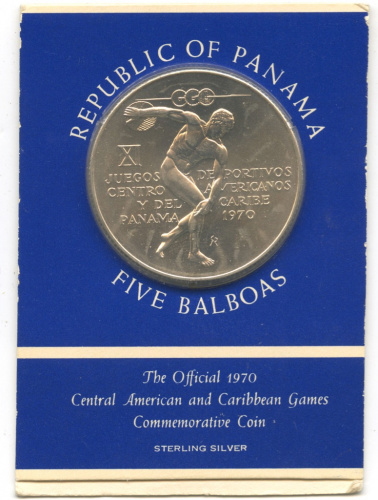 REPUBLIC OF PANAMA
XI
JUEGOS DEPORTIVOS
CENTRO AMERICANOS
Y DEL CARIBE
PANAMA 1970
FIVE BALBOAS
The Official 1970
Central American and Caribbean Games
Commemorative Coin
STERLING SILVER